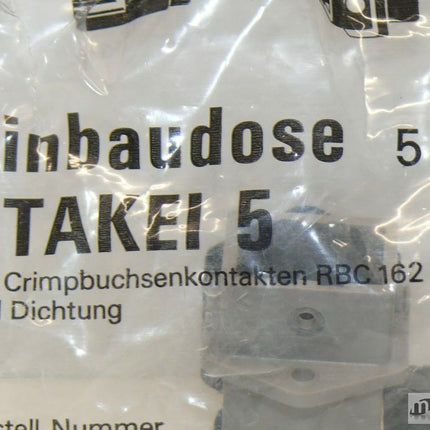 inbaudose 5
TAKEI 5
Crimpbuchsenkontakten RBC 162
Dichtung
stell-Nummer